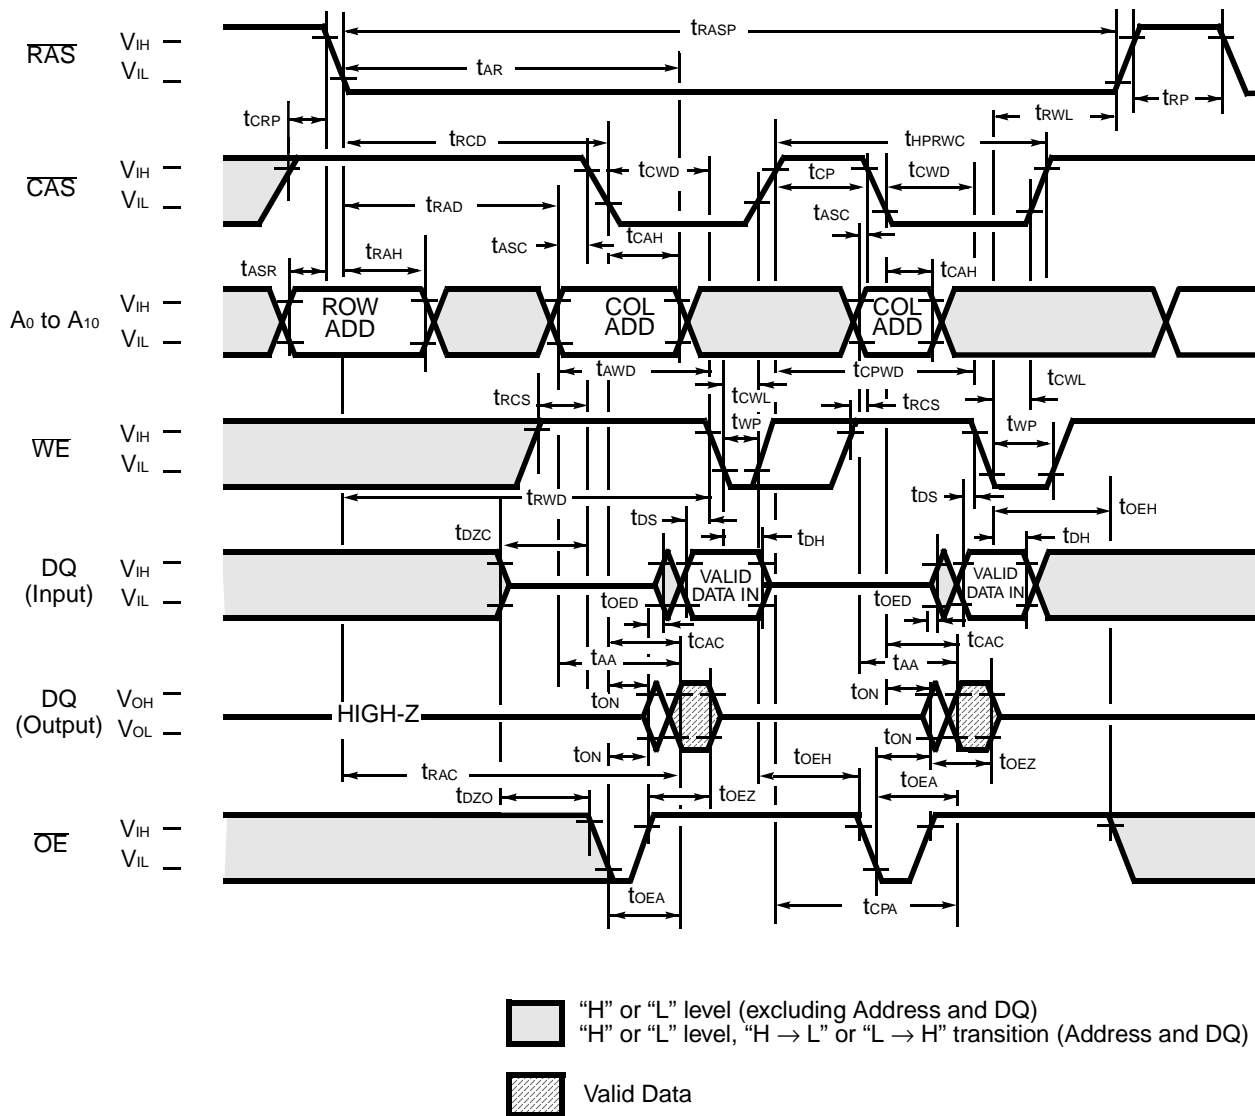 tRASP
RAS
VIH
VIL
tAR
tRP
tCRP
tRWL
tRCD
tHPRWC
CAS
VIH
VIL
tCWD
tCP
tCWD
tRAD
tASC
tASC
tCAH
tRAH
tASR
tCAH
A0 to A10
VIH
VIL
ROW
ADD
COL
ADD
COL
ADD
tAWD
tCPWD
tCWL
tCWL
tRCS
tRCS
tWP
tWP
WE
VIH
VIL
tRWD
tDS
tDS
tOEH
tDZC
tDH
tDH
DQ
(Input)
VIH
VIL
VALID
DATA IN
VALID
DATA IN
tOED
tOED
tCAC
tCAC
tAA
tAA
tON
tON
DQ
(Output)
VOH
VOL
HIGH-Z
tON
tON
tOEH
tOEZ
tRAC
tOEA
tDZO
tOEZ
OE
VIH
VIL
tOEA
tCPA
“H” or “L” level (excluding Address and DQ)
“H” or “L” level, “H → L” or “L → H” transition (Address and DQ)
Valid Data